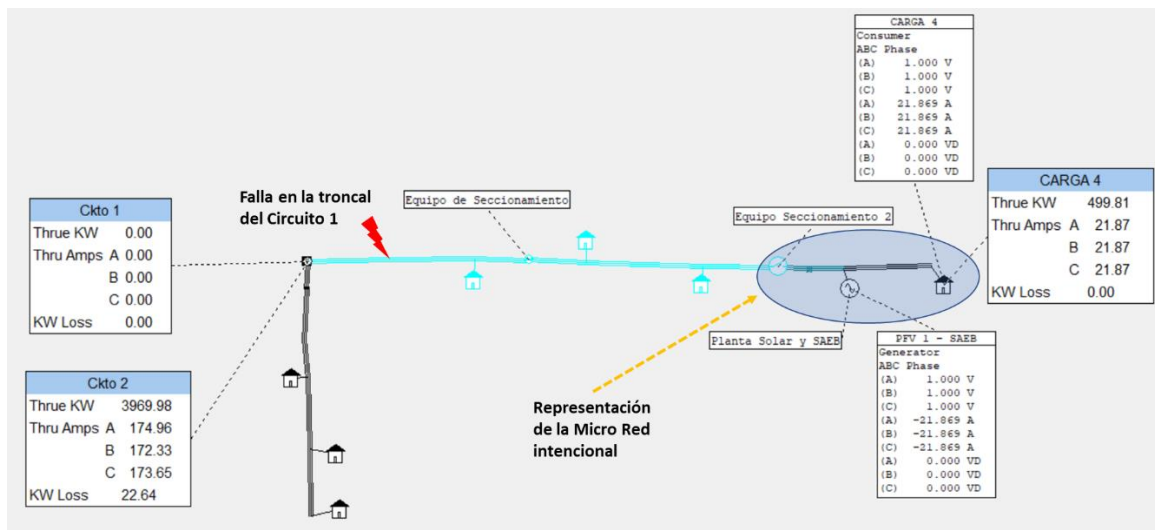 CARGA 4
Consumer
ABC Phase
(A) 1.000 V
(B) 1.000 V
(C) 1.000 V
(A) 21.869 A
(B) 21.869 A
(C) 21.869 A
(A) 0.000 VD
(B) 0.000 VD
(C) 0.000 VD
CARGA 4
Thrue KW 499.81
Thru Amps A 21.87
B 21.87
C 21.87
KW Loss 0.00
Falla en la troncal
del Circuito 1
Equipo de Seccionamiento
Equipo Seccionamiento 2
Ckto 1
Thrue KW 0.00
Thru Amps A 0.00
B 0.00
C 0.00
KW Loss 0.00
Planta Solar y SAEB
PFV 1 - SAEB
Generator
ABC Phase
(A) 1.000 V
(B) 1.000 V
(C) 1.000 V
(A) -21.869 A
(B) -21.869 A
(C) -21.869 A
(A) 0.000 VD
(B) 0.000 VD
(C) 0.000 VD
Ckto 2
Thrue KW 3969.98
Thru Amps A 174.96
B 172.33
C 173.65
KW Loss 22.64
Representación
de la Micro Red
intencional